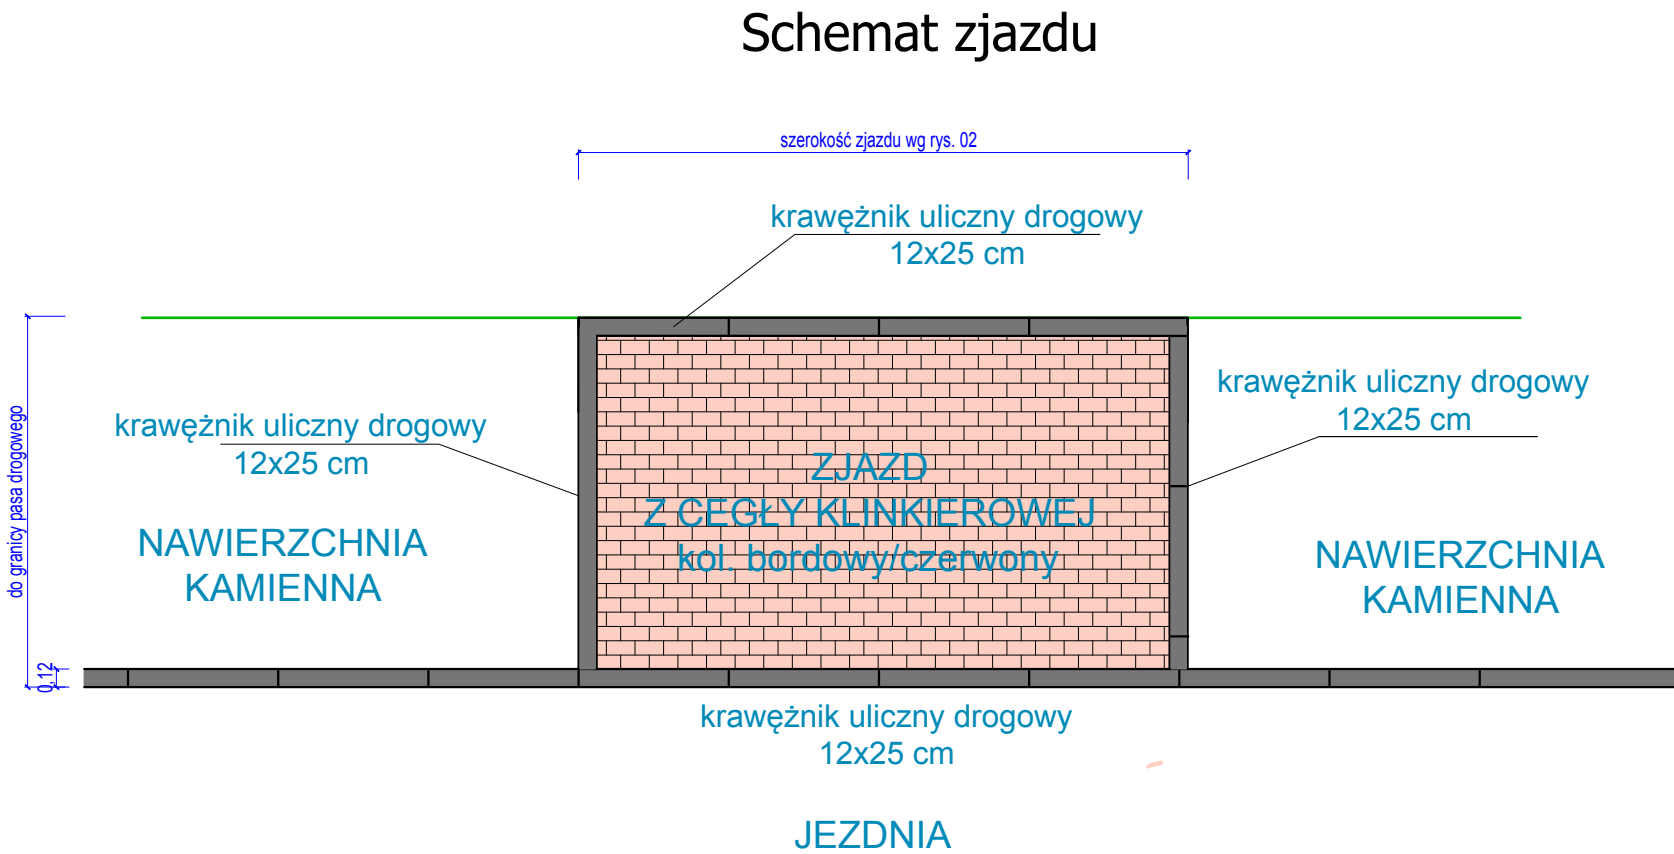 Schemat zjazdu
szerokość zjazdu wg rys. 02
krawężnik uliczny drogowy
12x25 cm
krawężnik uliczny drogowy
12x25 cm
krawężnik uliczny drogowy
12x25 cm
do granicy pasa drogowego
ZJAZD
Z CEGŁY KLINKIEROWEJ
kol. bordowy/czerwony
NAWIERZCHNIA
KAMIENNA
NAWIERZCHNIA
KAMIENNA
0,12
krawężnik uliczny drogowy
12x25 cm
JEZDNIA